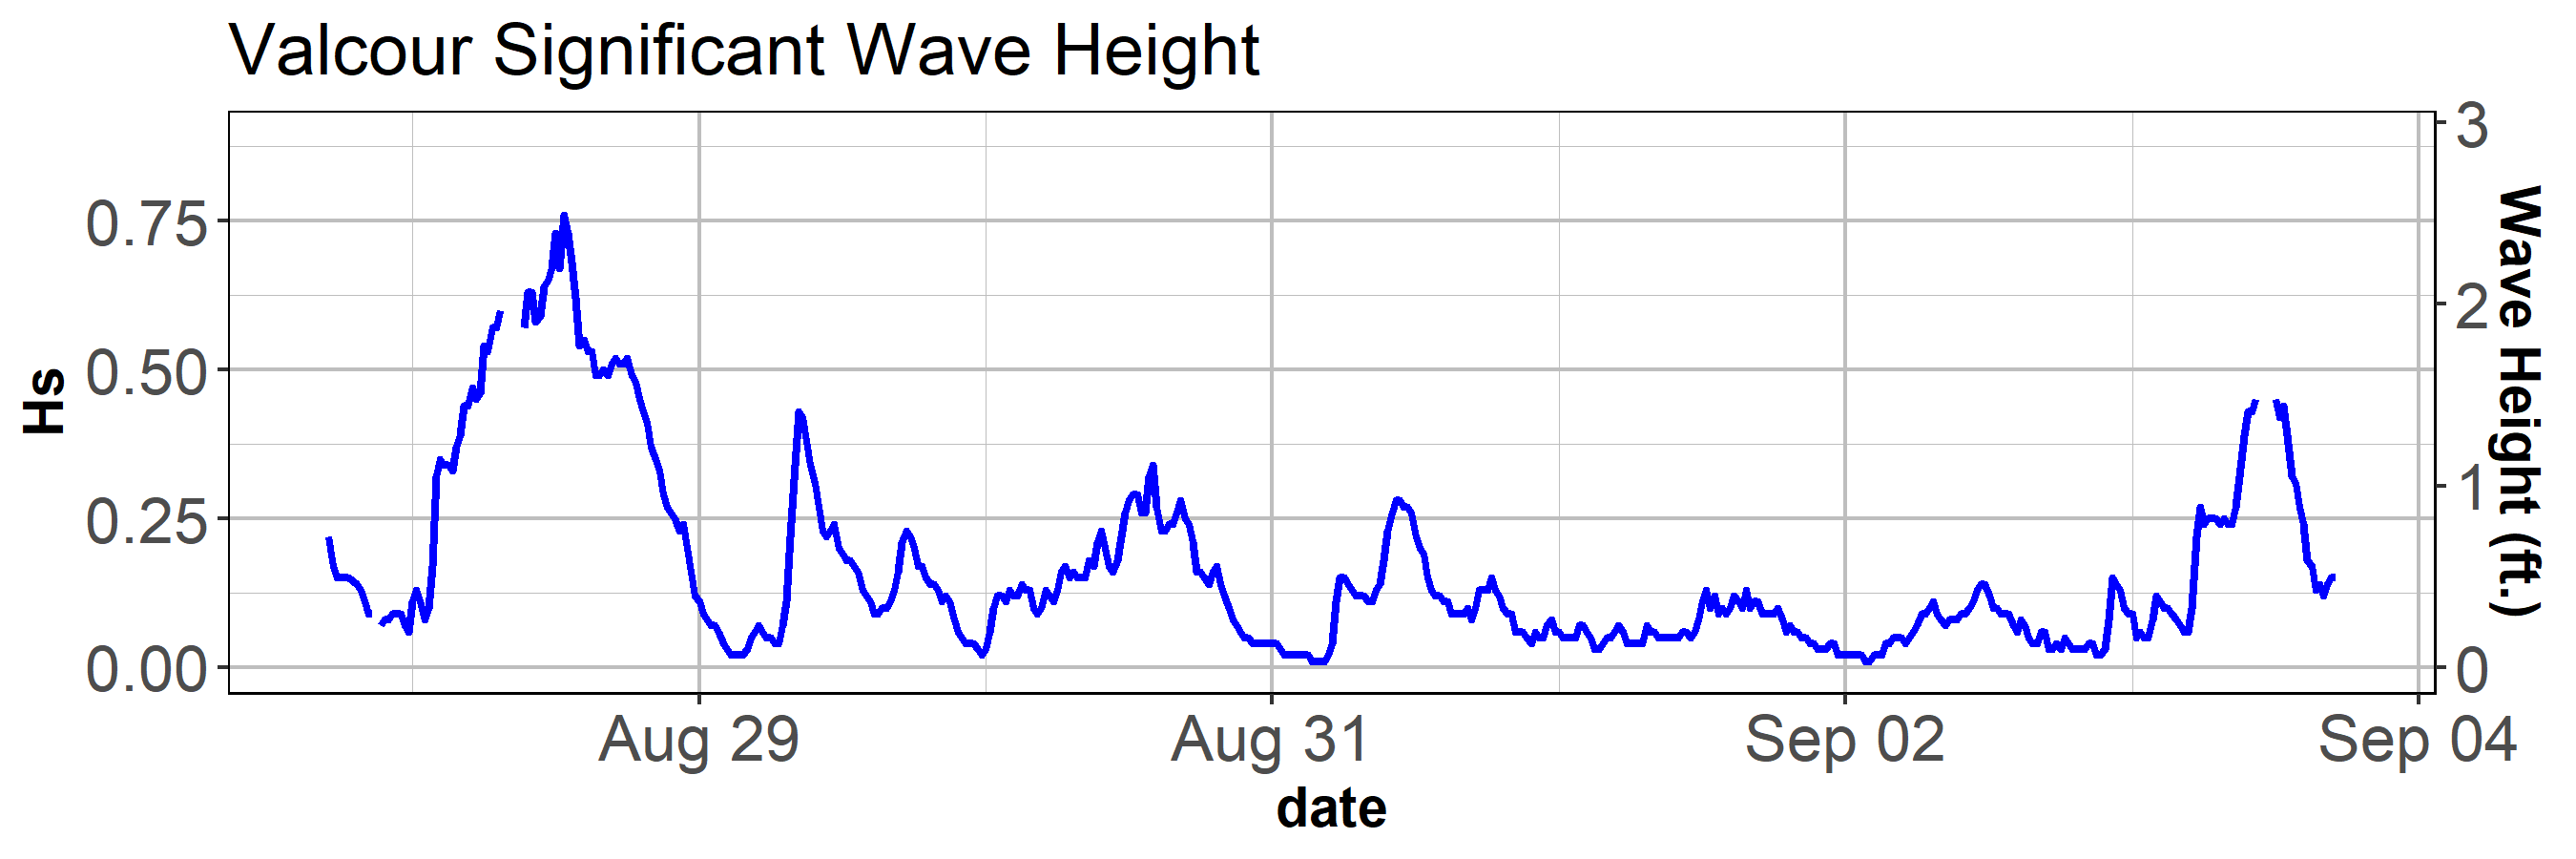 Valcour Significant Wave Height
Hs
0.75
0.50
0.25
0.00
3
2
1
0
Wave Height (ft.)
Aug 29
Aug 31
Sep 02
Sep 04
date